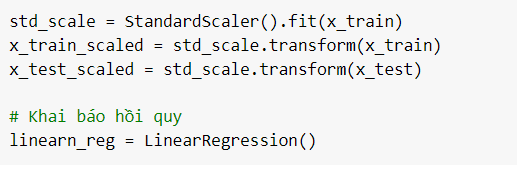 std_scale = StandardScaler().fit(x_train)
x_train_scaled = std_scale.transform(x_train)
x_test_scaled = std_scale.transform(x_test)
# Khai báo hồi quy
linearn_reg = LinearRegression()